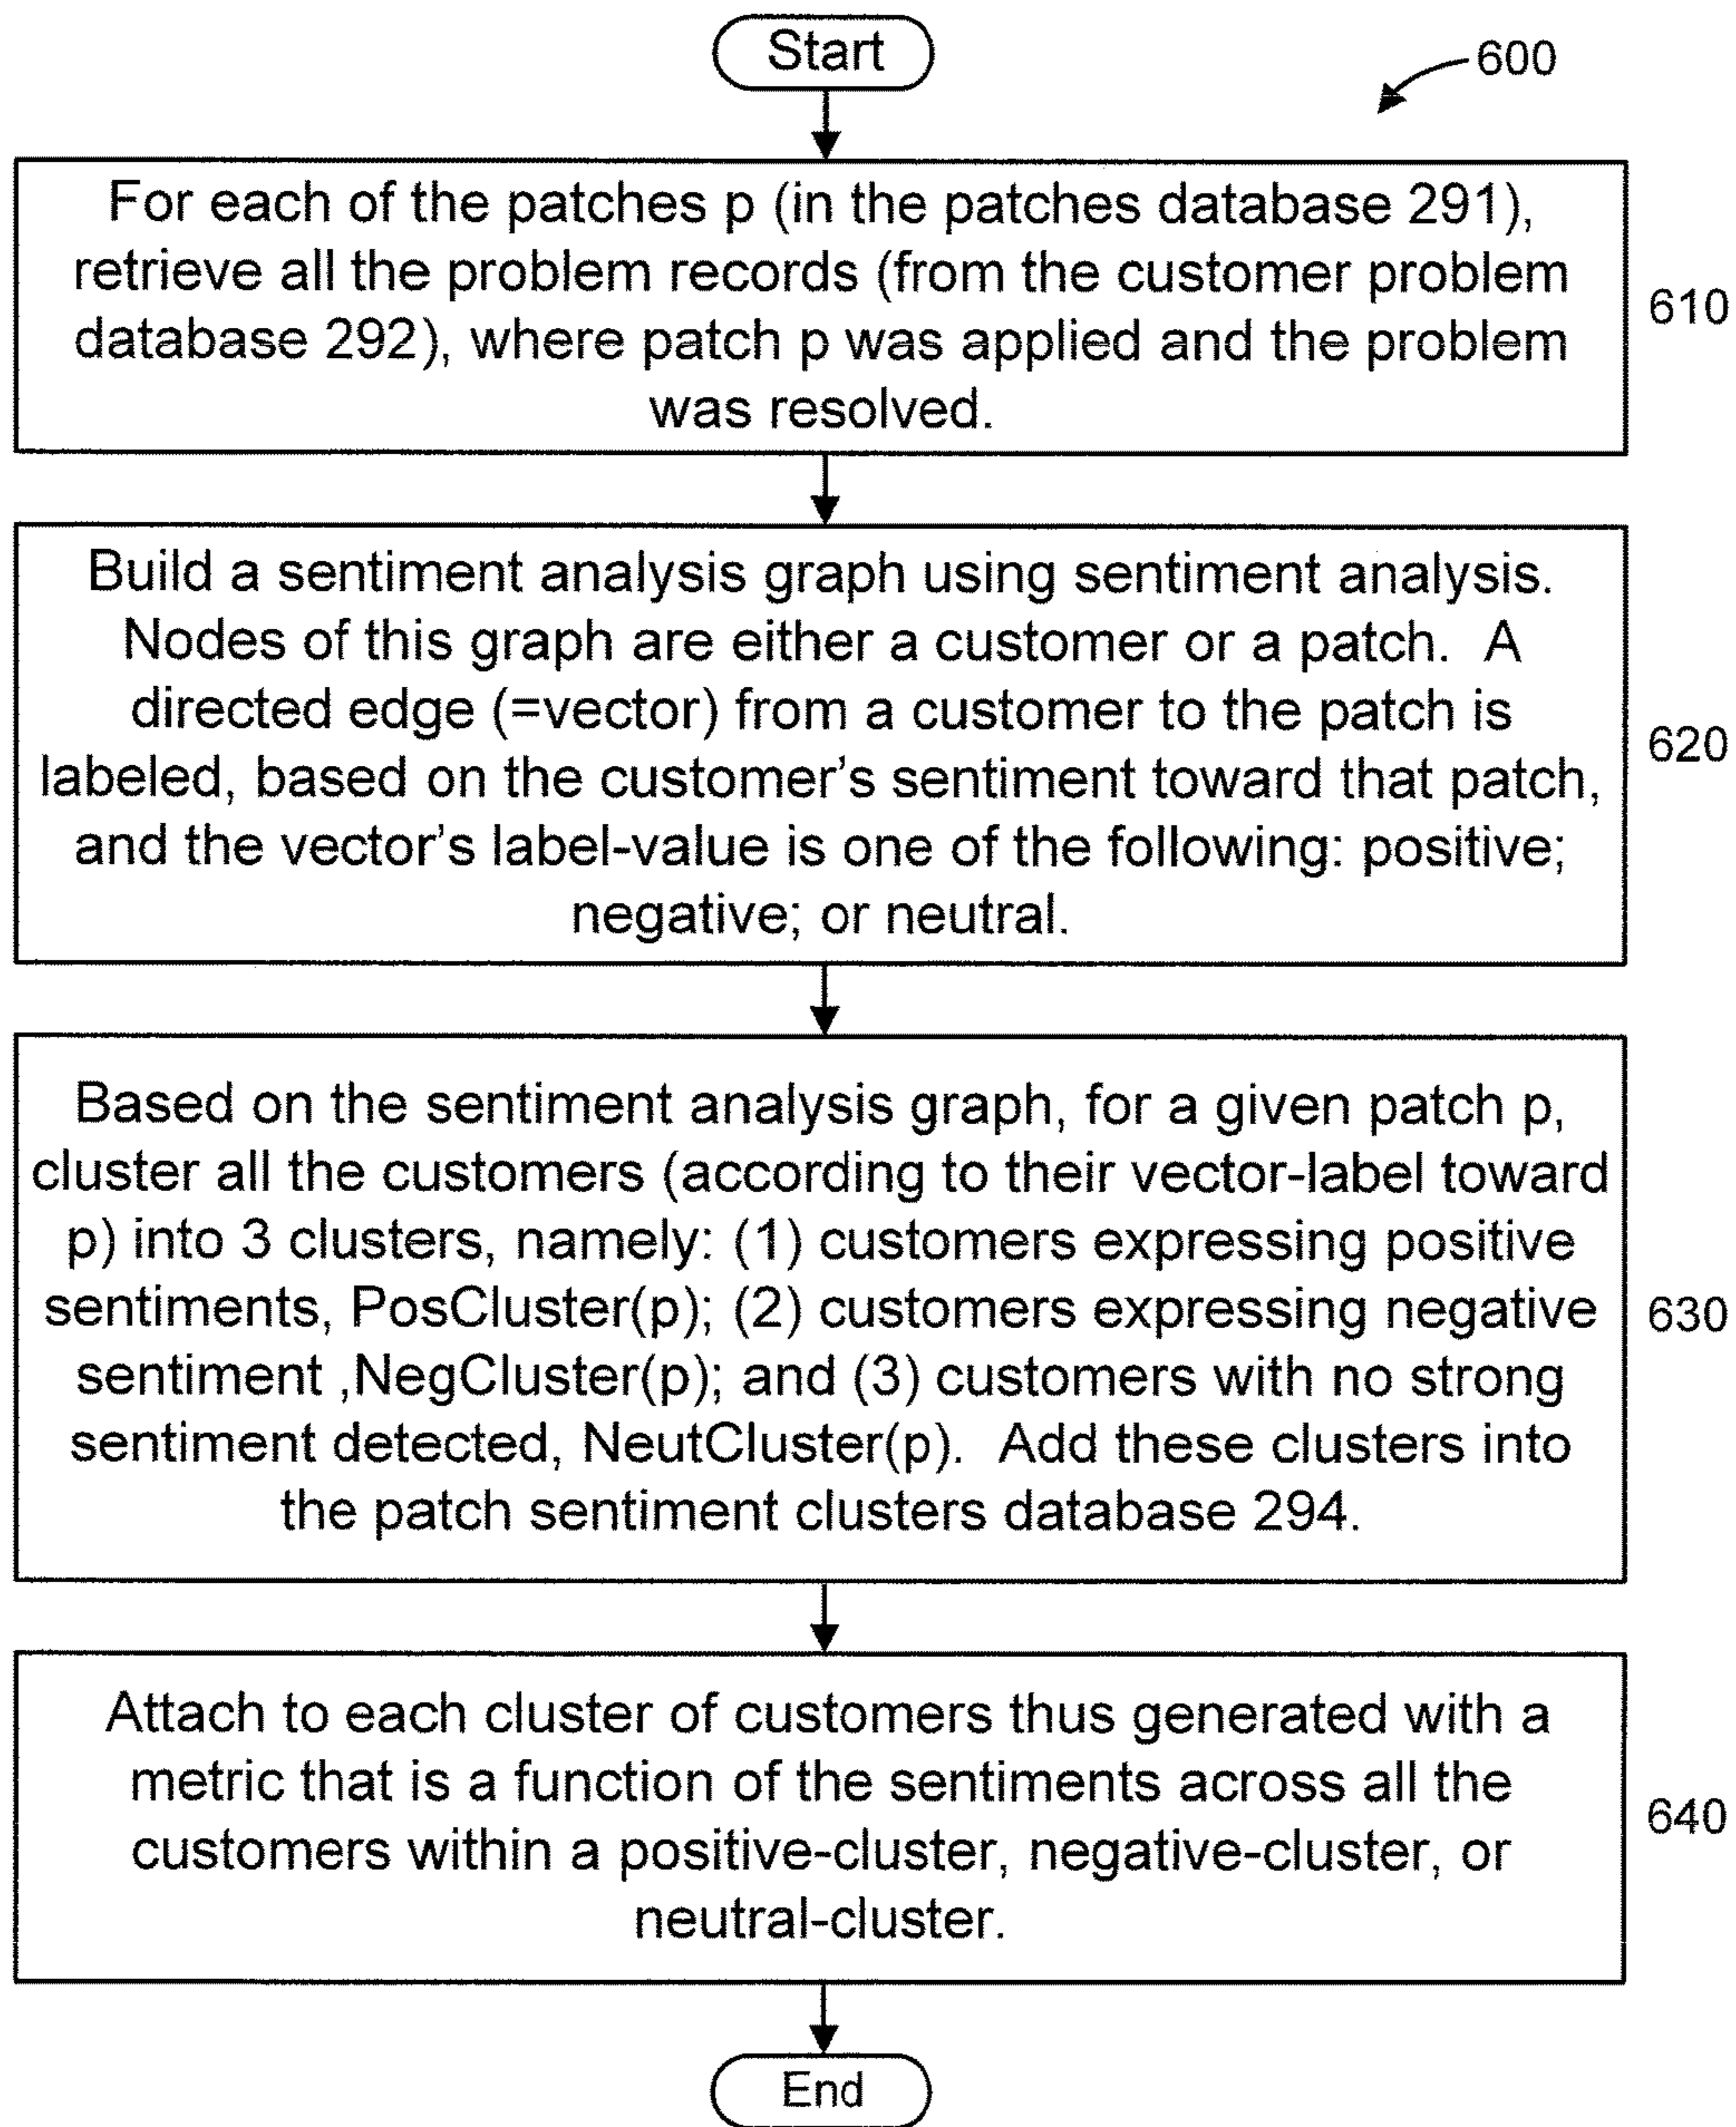 Start
600
For each of the patches p (in the patches database 291),
retrieve all the problem records (from the customer problem
database 292), where patch p was applied and the problem
was resolved.
610
Build a sentiment analysis graph using sentiment analysis.
Nodes of this graph are either a customer or a patch.  A
directed edge (=vector) from a customer to the patch is
labeled, based on the customer's sentiment toward that patch,
and the vector's label-value is one of the following: positive;
negative; or neutral.
620
Based on the sentiment analysis graph, for a given patch p,
cluster all the customers (according to their vector-label toward
p) into 3 clusters, namely: (1) customers expressing positive
sentiments, PosCluster(p); (2) customers expressing negative
sentiment ,NegCluster(p); and (3) customers with no strong
sentiment detected, NeutCluster(p).  Add these clusters into
the patch sentiment clusters database 294.
630
Attach to each cluster of customers thus generated with a
metric that is a function of the sentiments across all the
customers within a positive-cluster, negative-cluster, or
neutral-cluster.
640
End